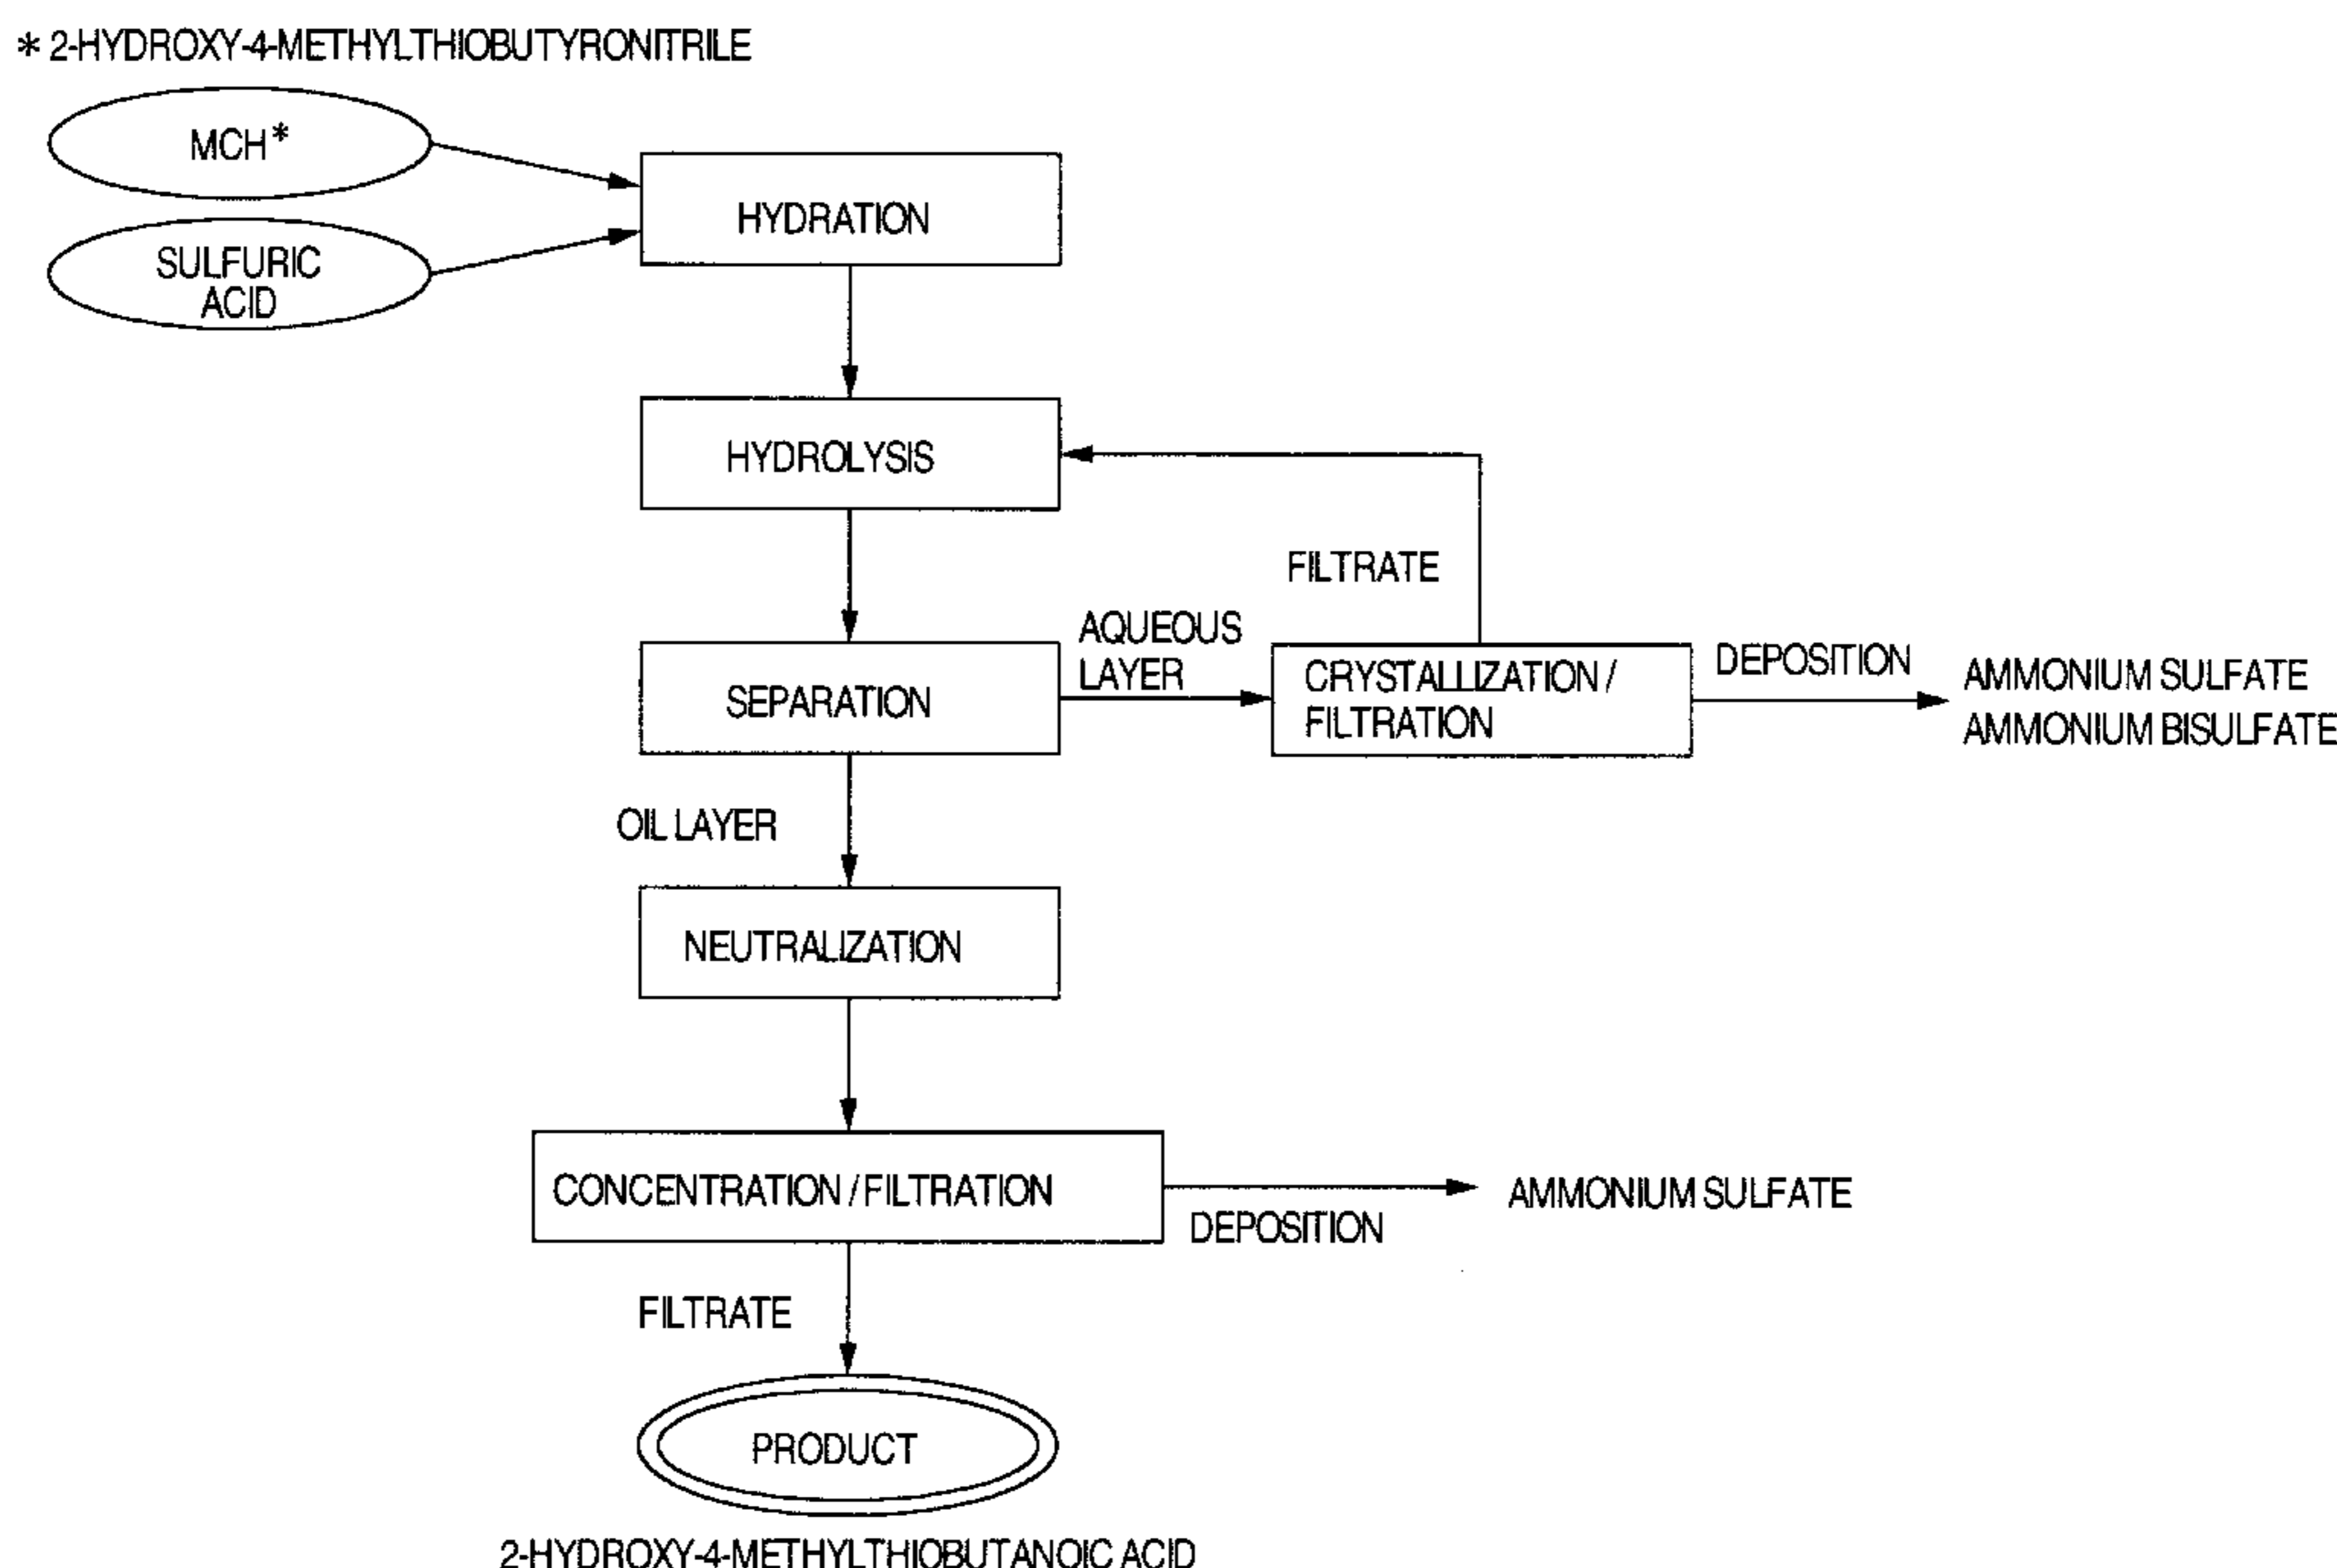 * 2-HYDROXY-4-METHYLTHIOBUTYRONITRILE
MCH*
SULFURIC
ACID
HYDRATION
HYDROLYSIS
FILTRATE
SEPARATION
AQUEOUS
LAYER
CRYSTALLIZATION /
FILTRATION
DEPOSITION
AMMONIUM SULFATE
AMMONIUM BISULFATE
OIL LAYER
NEUTRALIZATION
CONCENTRATION / FILTRATION
DEPOSITION
AMMONIUM SULFATE
FILTRATE
PRODUCT
2-HYDROXY-4-METHYLTHIOBUTANOIC ACID